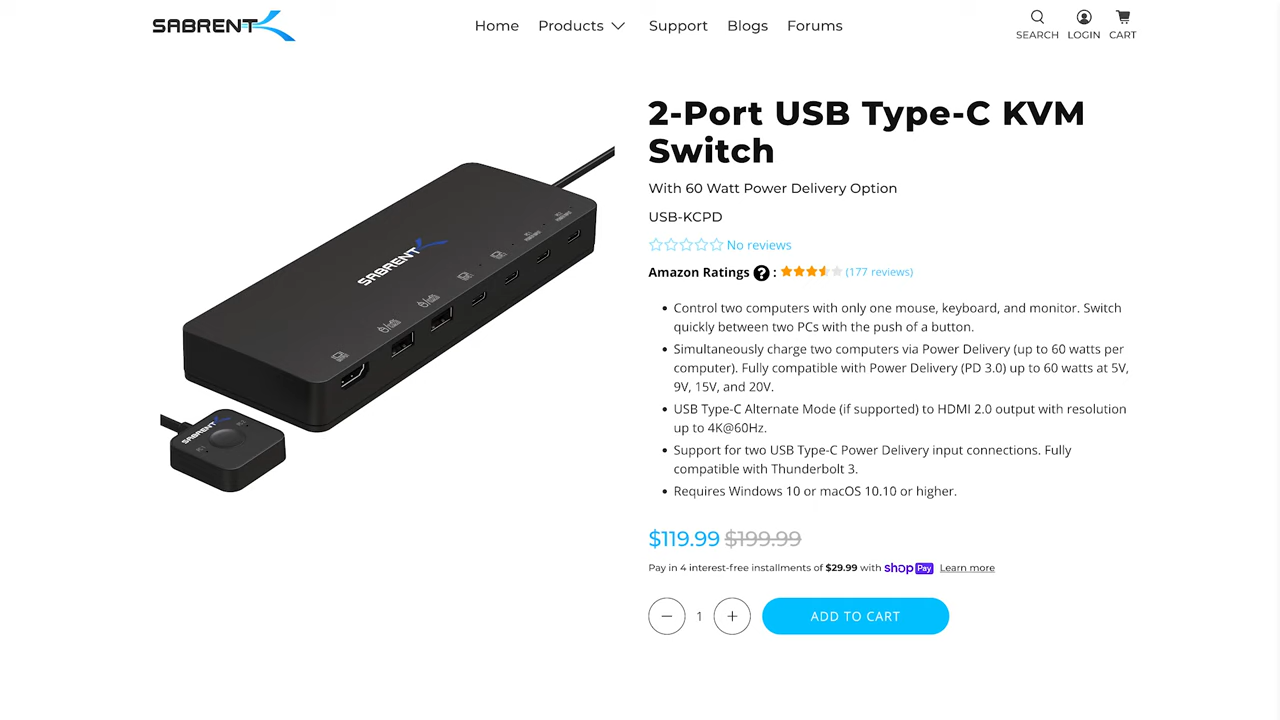 SABRENT
Home Products Support Blogs Forums
SEARCH LOGIN CART
2-Port USB Type-C KVM
Switch
With 60 Watt Power Delivery Option
USB-KCPD
No reviews
Amazon Ratings ? : (177 reviews)
Control two computers with only one mouse, keyboard, and monitor. Switch
quickly between two PCs with the push of a button.
Simultaneously charge two computers via Power Delivery (up to 60 watts per
computer). Fully compatible with Power Delivery (PD 3.0) up to 60 watts at 5V,
9V, 15V, and 20V.
USB Type-C Alternate Mode (if supported) to HDMI 2.0 output with resolution
up to 4K@60Hz.
Support for two USB Type-C Power Delivery input connections. Fully
compatible with Thunderbolt 3.
Requires Windows 10 or macOS 10.10 or higher.
$119.99 $199.99
Pay in 4 interest-free installments of $29.99 with shop Pay Learn more
1
ADD TO CART
SABRENT
SABRENT